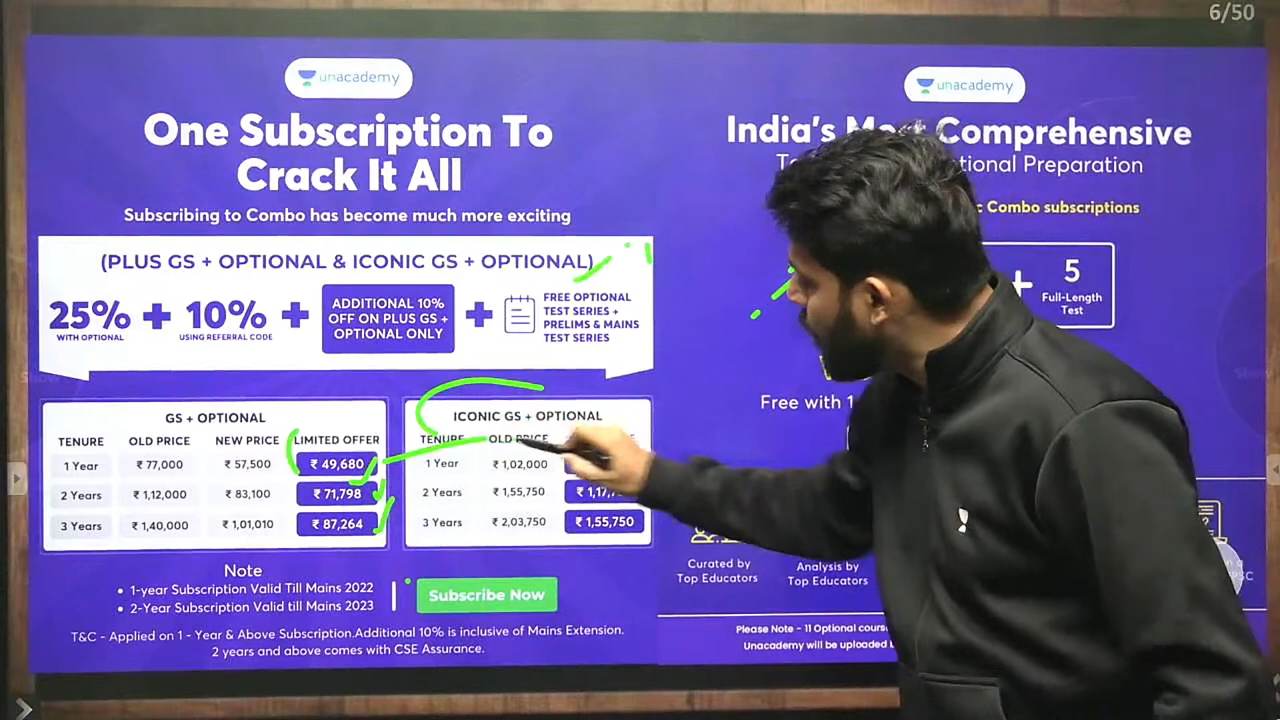 6/50
unacademy
One Subscription To
Crack It All
Subscribing to Combo has become much more exciting
(PLUS GS + OPTIONAL & ICONIC GS + OPTIONAL)
25% + 10% + ADDITIONAL 10% OFF ON PLUS GS + OPTIONAL ONLY + FREE OPTIONAL TEST SERIES + PRELIMS & MAINS TEST SERIES
WITH OPTIONAL USING REFERRAL CODE
GS + OPTIONAL
TENURE OLD PRICE NEW PRICE LIMITED OFFER
1 Year ₹ 77,000 ₹ 57,500 ₹ 49,680
2 Years ₹ 1,12,000 ₹ 83,100 ₹ 71,798
3 Years ₹ 1,40,000 ₹ 1,01,010 ₹ 87,264
ICONIC GS + OPTIONAL
TENURE OLD PRICE
1 Year ₹ 1,02,000
2 Years ₹ 1,55,750
3 Years ₹ 2,03,750 ₹ 1,55,750
Note
• 1-year Subscription Valid Till Mains 2022
• 2-Year Subscription Valid till Mains 2023
Subscribe Now
T&C - Applied on 1 - Year & Above Subscription.Additional 10% is inclusive of Mains Extension.
2 years and above comes with CSE Assurance.
unacademy
India's Most Comprehensive
Preparation
Combo subscriptions
+ 5
Full-Length
Test
Free with
Curated by
Top Educators
Analysis by
Top Educators
Please Note - 11 Optional
Unacademy will be uploaded